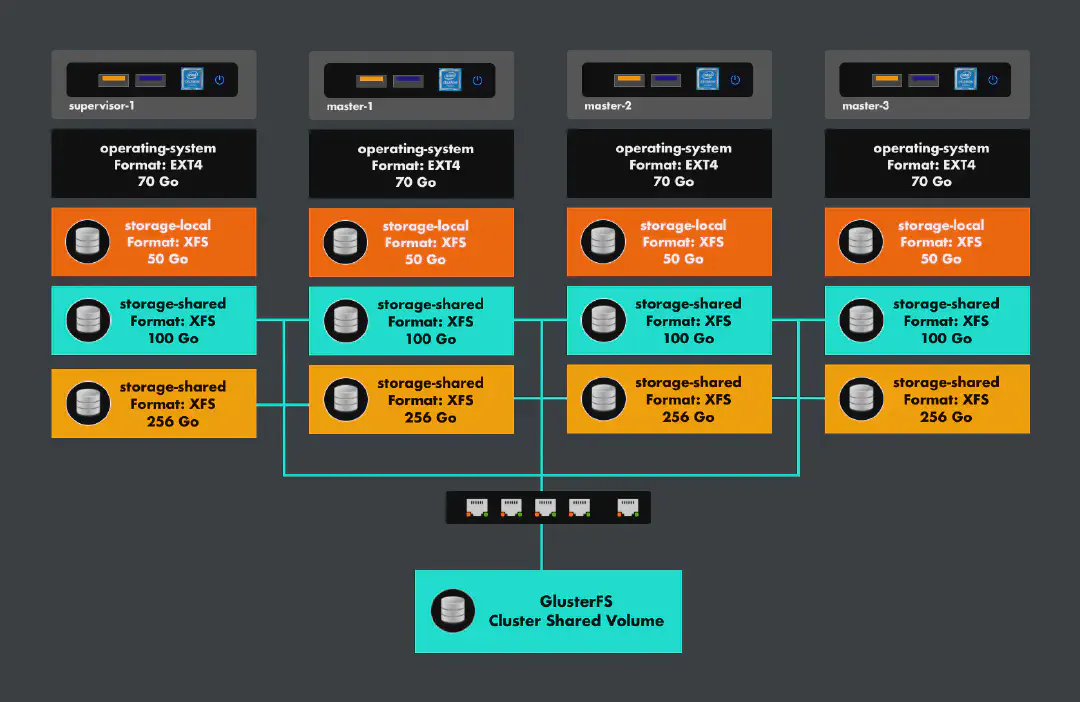 supervisor-1
master-1
master-2
master-3
operating-system
Format: EXT4
70 Go
operating-system
Format: EXT4
70 Go
operating-system
Format: EXT4
70 Go
operating-system
Format: EXT4
70 Go
storage-local
Format: XFS
50 Go
storage-local
Format: XFS
50 Go
storage-local
Format: XFS
50 Go
storage-local
Format: XFS
50 Go
storage-shared
Format: XFS
100 Go
storage-shared
Format: XFS
100 Go
storage-shared
Format: XFS
100 Go
storage-shared
Format: XFS
100 Go
storage-shared
Format: XFS
256 Go
storage-shared
Format: XFS
256 Go
storage-shared
Format: XFS
256 Go
storage-shared
Format: XFS
256 Go
GlusterFS
Cluster Shared Volume